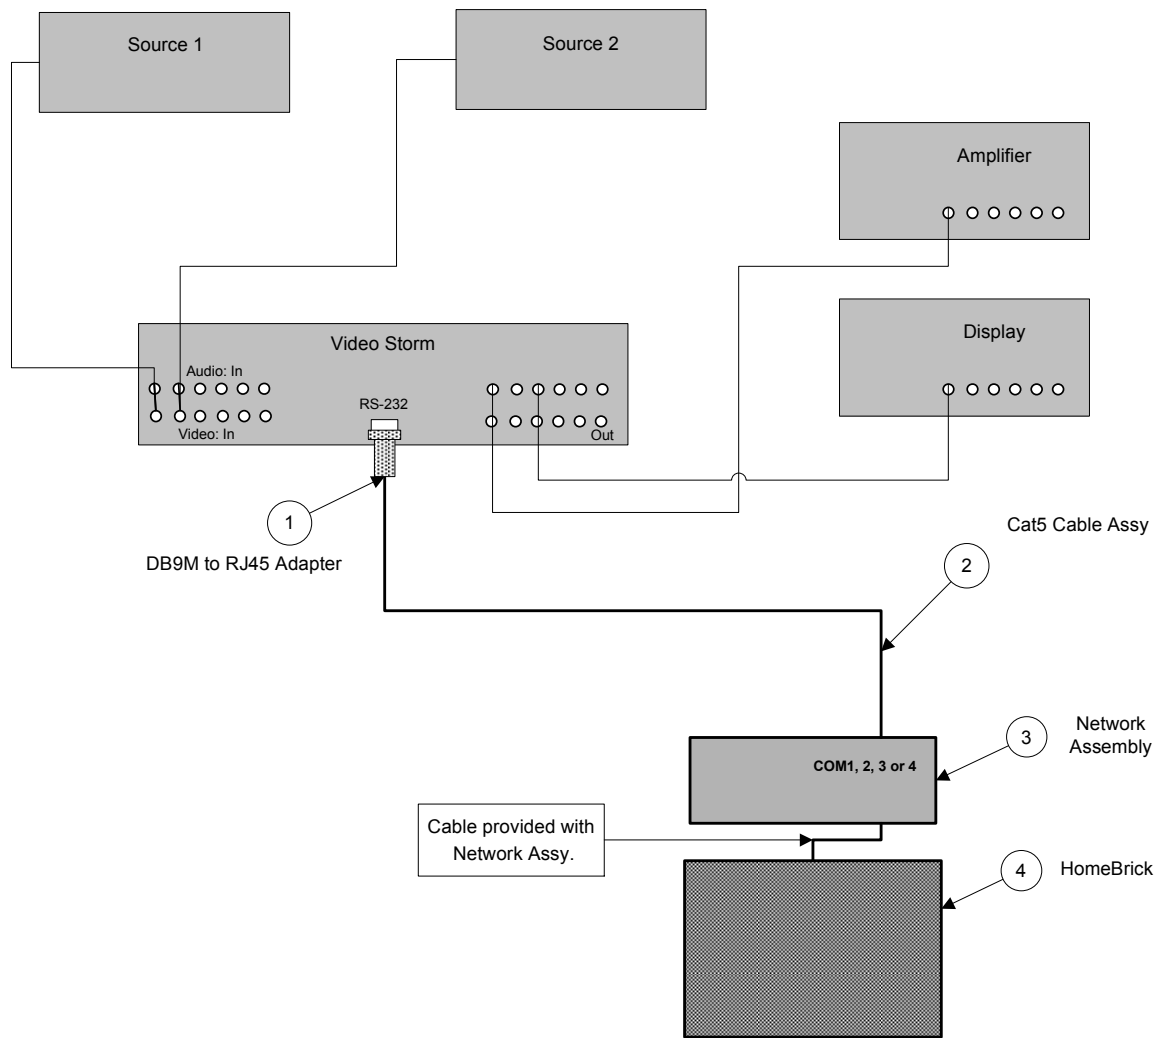 Source 1
Source 2
Amplifier
Display
Video Storm
Audio: In
RS-232
Video: In
Out
1
DB9M to RJ45 Adapter
Cat5 Cable Assy
2
3
Network
Assembly
COM1, 2, 3 or 4
Cable provided with
Network Assy.
4
HomeBrick